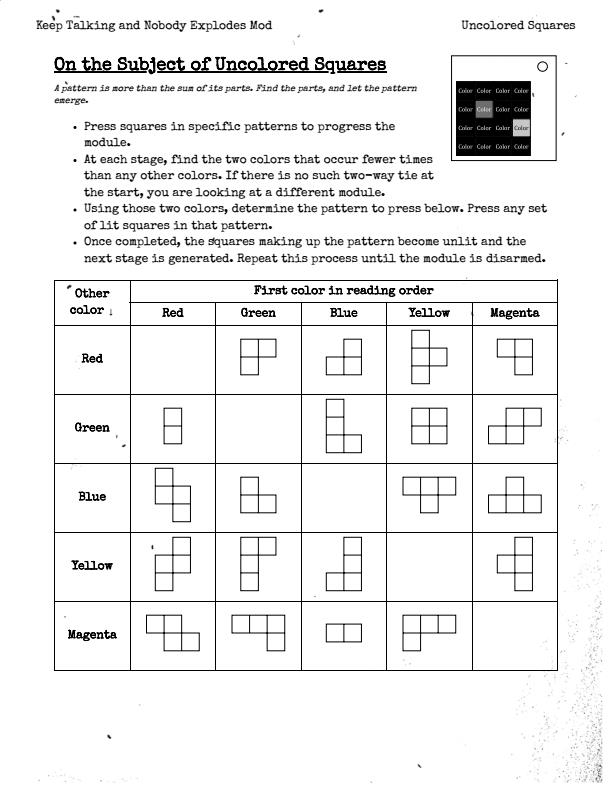 Keep Talking and Nobody Explodes Mod Uncolored Squares
On the Subject of Uncolored Squares
A pattern is more than the sum of its parts. Find the parts, and let the pattern
emerge.
Color Color Color Color
Color Color Color Color
Color Color Color Color
Color Color Color Color
• Press squares in specific patterns to progress the
module.
• At each stage, find the two colors that occur fewer times
than any other colors. If there is no such two-way tie at
the start, you are looking at a different module.
• Using those two colors, determine the pattern to press below. Press any set
of lit squares in that pattern.
• Once completed, the squares making up the pattern become unlit and the
next stage is generated. Repeat this process until the module is disarmed.
Other
color ↓
First color in reading order
Red Green Blue Yellow Magenta
Red
Green
Blue
Yellow
Magenta